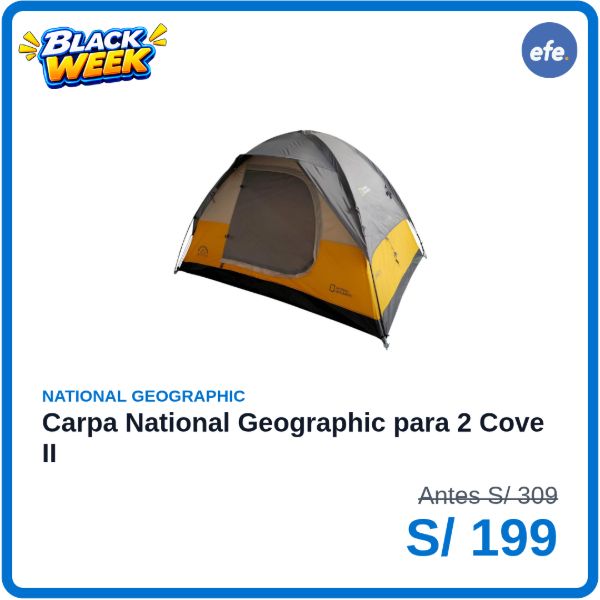 BLACK
WEEK
efe.
NATIONAL GEOGRAPHIC
Carpa National Geographic para 2 Cove
II
Antes S/ 309
S/ 199